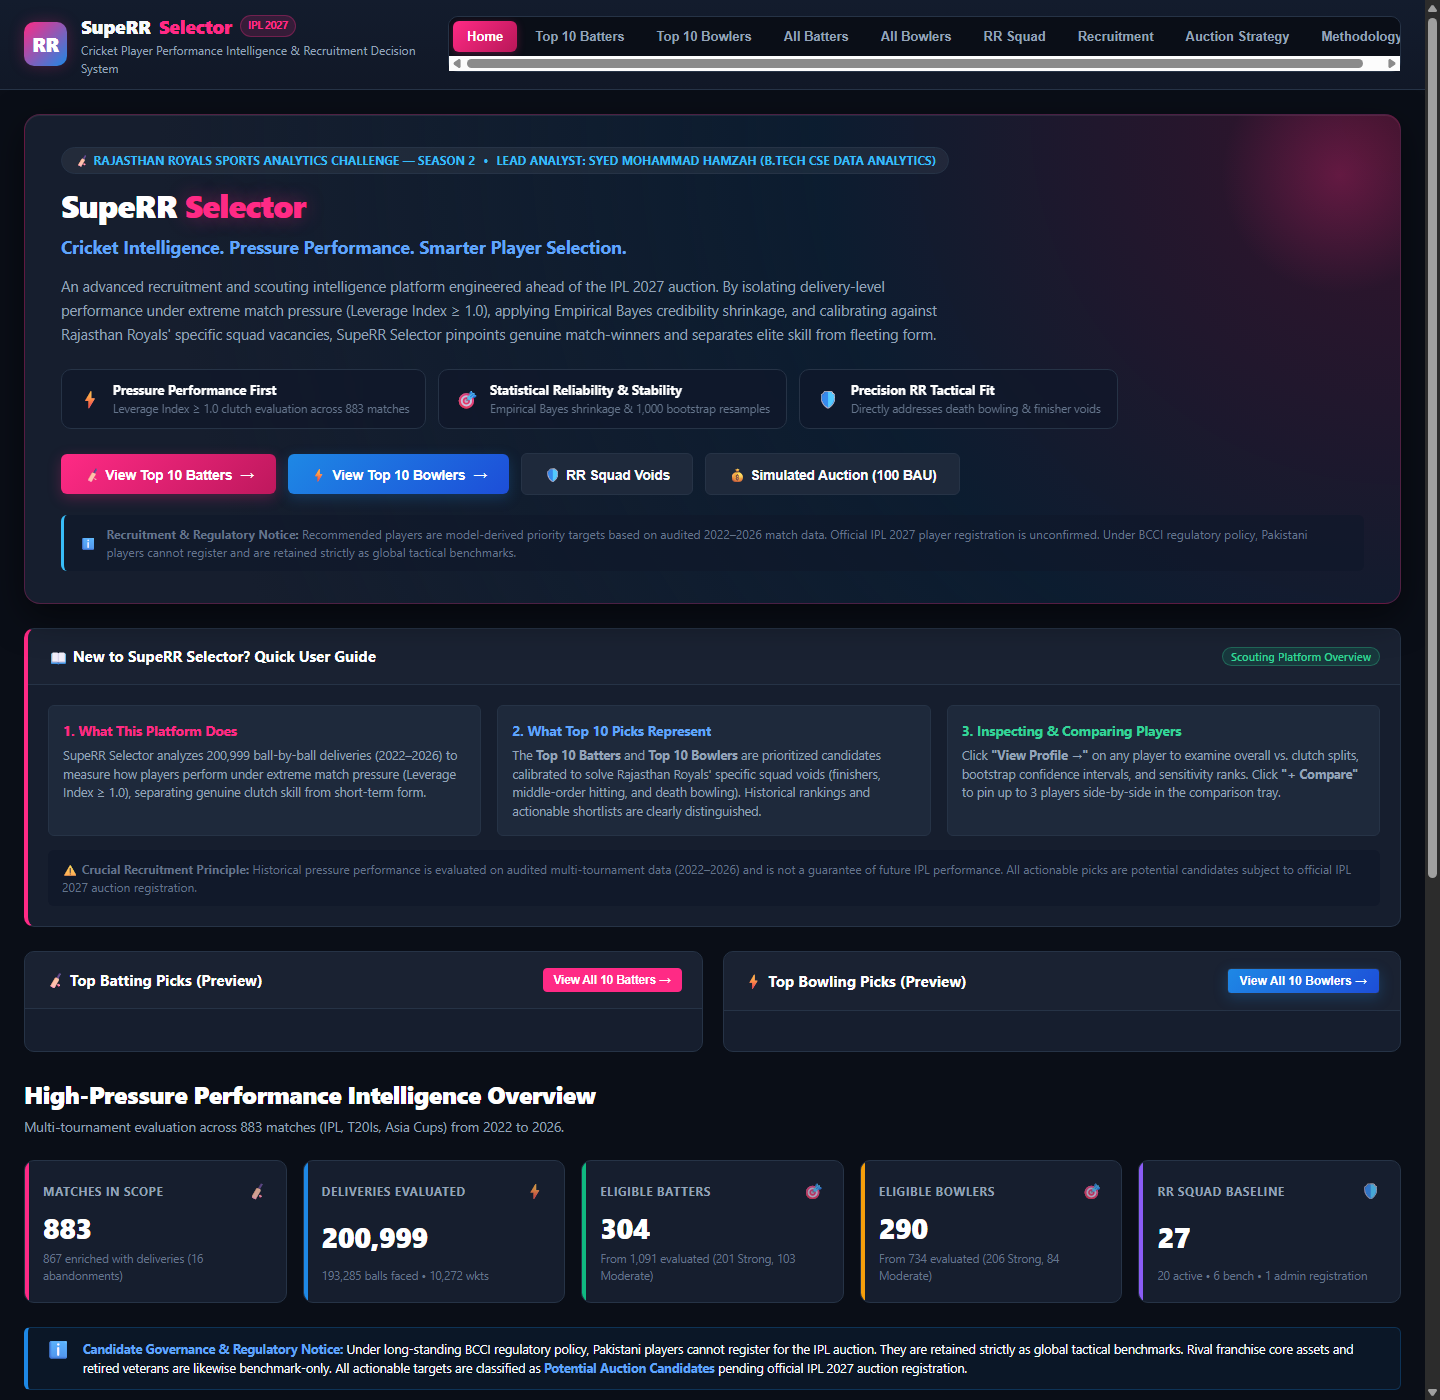 RR
SupeRR Selector IPL 2027
Cricket Player Performance Intelligence & Recruitment Decision
System
Home Top 10 Batters Top 10 Bowlers All Batters All Bowlers RR Squad Recruitment Auction Strategy Methodology
RAJASTHAN ROYALS SPORTS ANALYTICS CHALLENGE — SEASON 2 • LEAD ANALYST: SYED MOHAMMAD HAMZAH (B.TECH CSE DATA ANALYTICS)
SupeRR Selector
Cricket Intelligence. Pressure Performance. Smarter Player Selection.
An advanced recruitment and scouting intelligence platform engineered ahead of the IPL 2027 auction. By isolating delivery-level
performance under extreme match pressure (Leverage Index ≥ 1.0), applying Empirical Bayes credibility shrinkage, and calibrating against
Rajasthan Royals' specific squad vacancies, SupeRR Selector pinpoints genuine match-winners and separates elite skill from fleeting form.
Pressure Performance First
Leverage Index ≥ 1.0 clutch evaluation across 883 matches
Statistical Reliability & Stability
Empirical Bayes shrinkage & 1,000 bootstrap resamples
Precision RR Tactical Fit
Directly addresses death bowling & finisher voids
View Top 10 Batters →
View Top 10 Bowlers →
RR Squad Voids
Simulated Auction (100 BAU)
Recruitment & Regulatory Notice: Recommended players are model-derived priority targets based on audited 2022–2026 match data. Official IPL 2027 player registration is unconfirmed. Under BCCI regulatory policy, Pakistani
players cannot register and are retained strictly as global tactical benchmarks.
New to SupeRR Selector? Quick User Guide
Scouting Platform Overview
1. What This Platform Does
SupeRR Selector analyzes 200,999 ball-by-ball deliveries (2022–2026) to
measure how players perform under extreme match pressure (Leverage
Index ≥ 1.0), separating genuine clutch skill from short-term form.
2. What Top 10 Picks Represent
The Top 10 Batters and Top 10 Bowlers are prioritized candidates
calibrated to solve Rajasthan Royals' specific squad voids (finishers,
middle-order hitting, and death bowling). Historical rankings and
actionable shortlists are clearly distinguished.
3. Inspecting & Comparing Players
Click "View Profile →" on any player to examine overall vs. clutch splits,
bootstrap confidence intervals, and sensitivity ranks. Click "+ Compare"
to pin up to 3 players side-by-side in the comparison tray.
Crucial Recruitment Principle: Historical pressure performance is evaluated on audited multi-tournament data (2022–2026) and is not a guarantee of future IPL performance. All actionable picks are potential candidates subject to official IPL
2027 auction registration.
Top Batting Picks (Preview)
View All 10 Batters →
Top Bowling Picks (Preview)
View All 10 Bowlers →
High-Pressure Performance Intelligence Overview
Multi-tournament evaluation across 883 matches (IPL, T20Is, Asia Cups) from 2022 to 2026.
MATCHES IN SCOPE
883
867 enriched with deliveries (16
abandonments)
DELIVERIES EVALUATED
200,999
193,285 balls faced • 10,272 wkts
ELIGIBLE BATTERS
304
From 1,091 evaluated (201 Strong, 103
Moderate)
ELIGIBLE BOWLERS
290
From 734 evaluated (206 Strong, 84
Moderate)
RR SQUAD BASELINE
27
20 active • 6 bench • 1 admin registration
Candidate Governance & Regulatory Notice: Under long-standing BCCI regulatory policy, Pakistani players cannot register for the IPL auction. They are retained strictly as global tactical benchmarks. Rival franchise core assets and
retired veterans are likewise benchmark-only. All actionable targets are classified as Potential Auction Candidates pending official IPL 2027 auction registration.